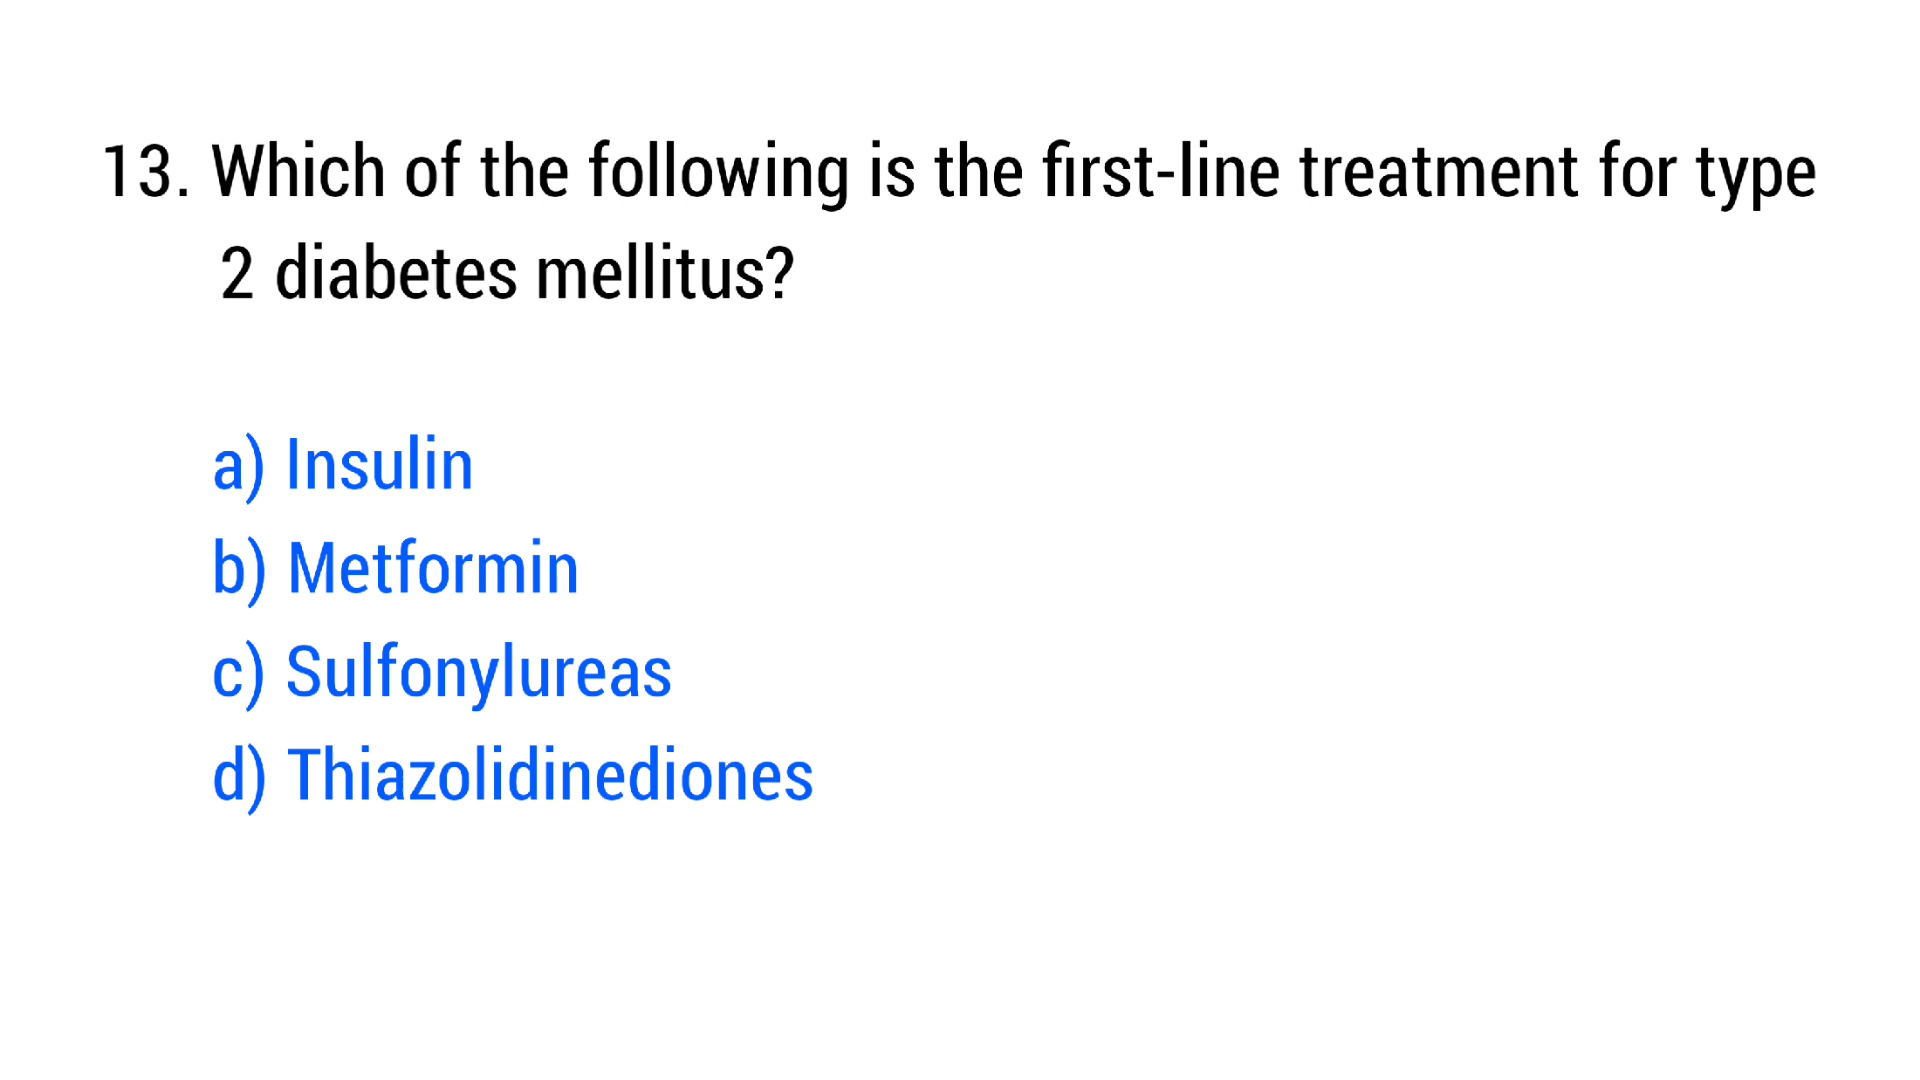 13. Which of the following is the first-line treatment for type
2 diabetes mellitus?
a) Insulin
b) Metformin
c) Sulfonylureas
d) Thiazolidinediones